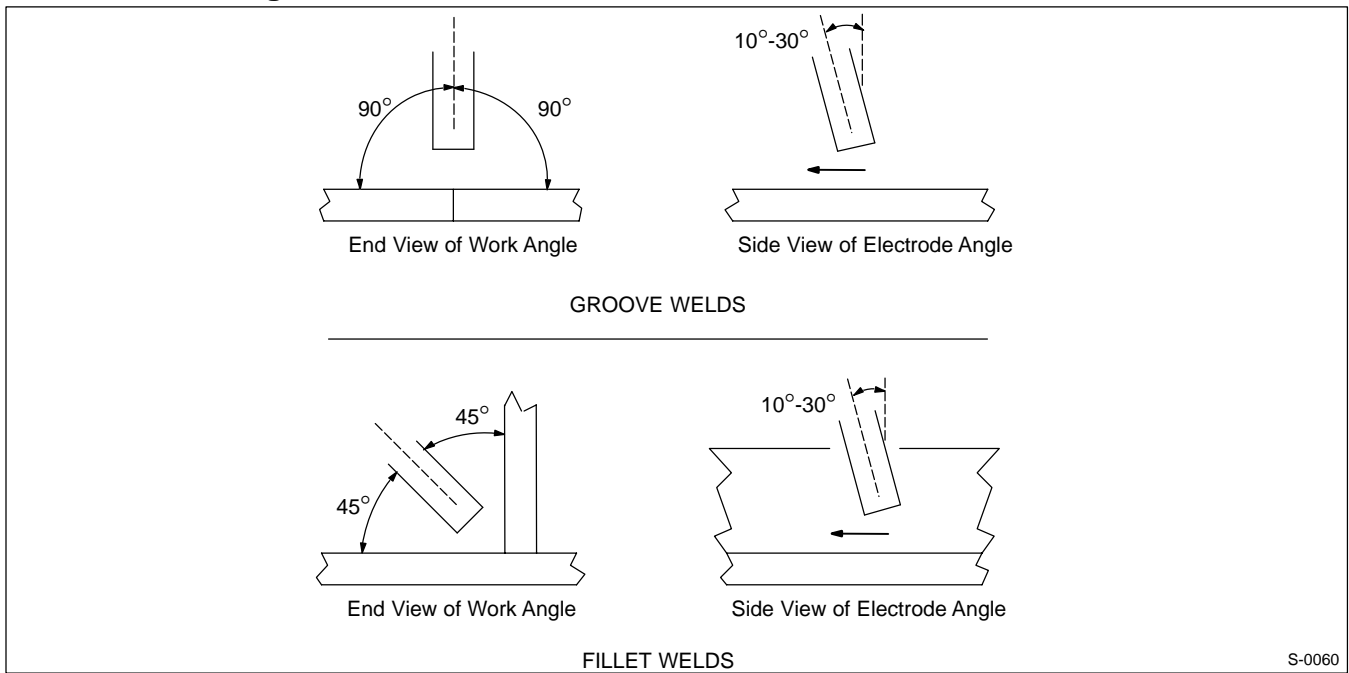 10°-30°
90° 90°
End View of Work Angle
Side View of Electrode Angle
GROOVE WELDS
45°
10°-30°
45°
End View of Work Angle
Side View of Electrode Angle
FILLET WELDS
S-0060